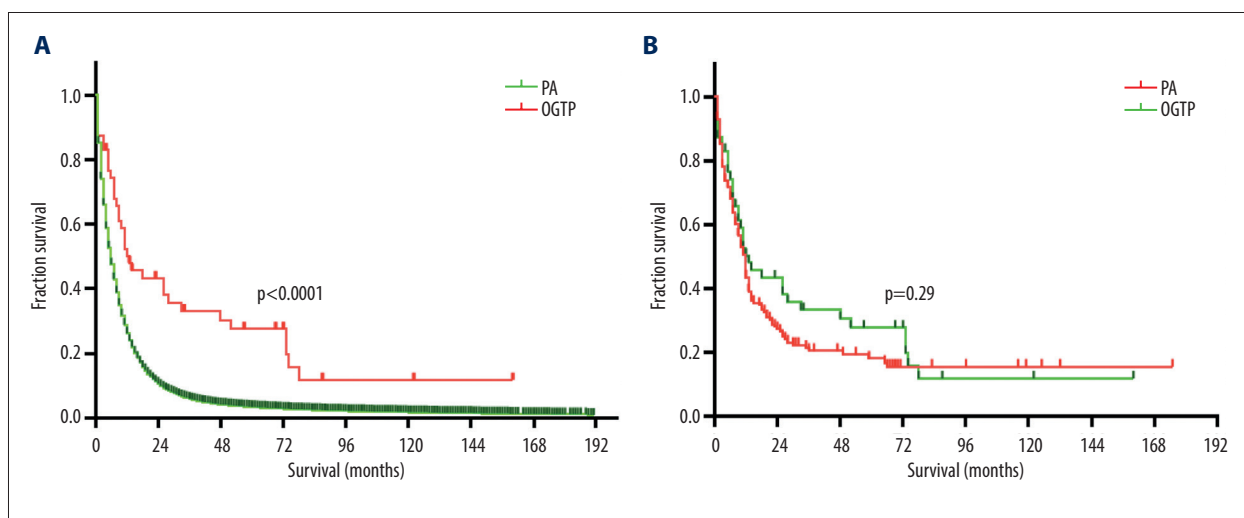 A
PA
OGTP
Fraction survival
1.0
0.8
0.6
0.4
0.2
0.0
p<0.0001
0 24 48 72 96 120 144 168 192
Survival (months)
B
PA
OGTP
Fraction survival
1.0
0.8
0.6
0.4
0.2
0.0
p=0.29
0 24 48 72 96 120 144 168 192
Survival (months)